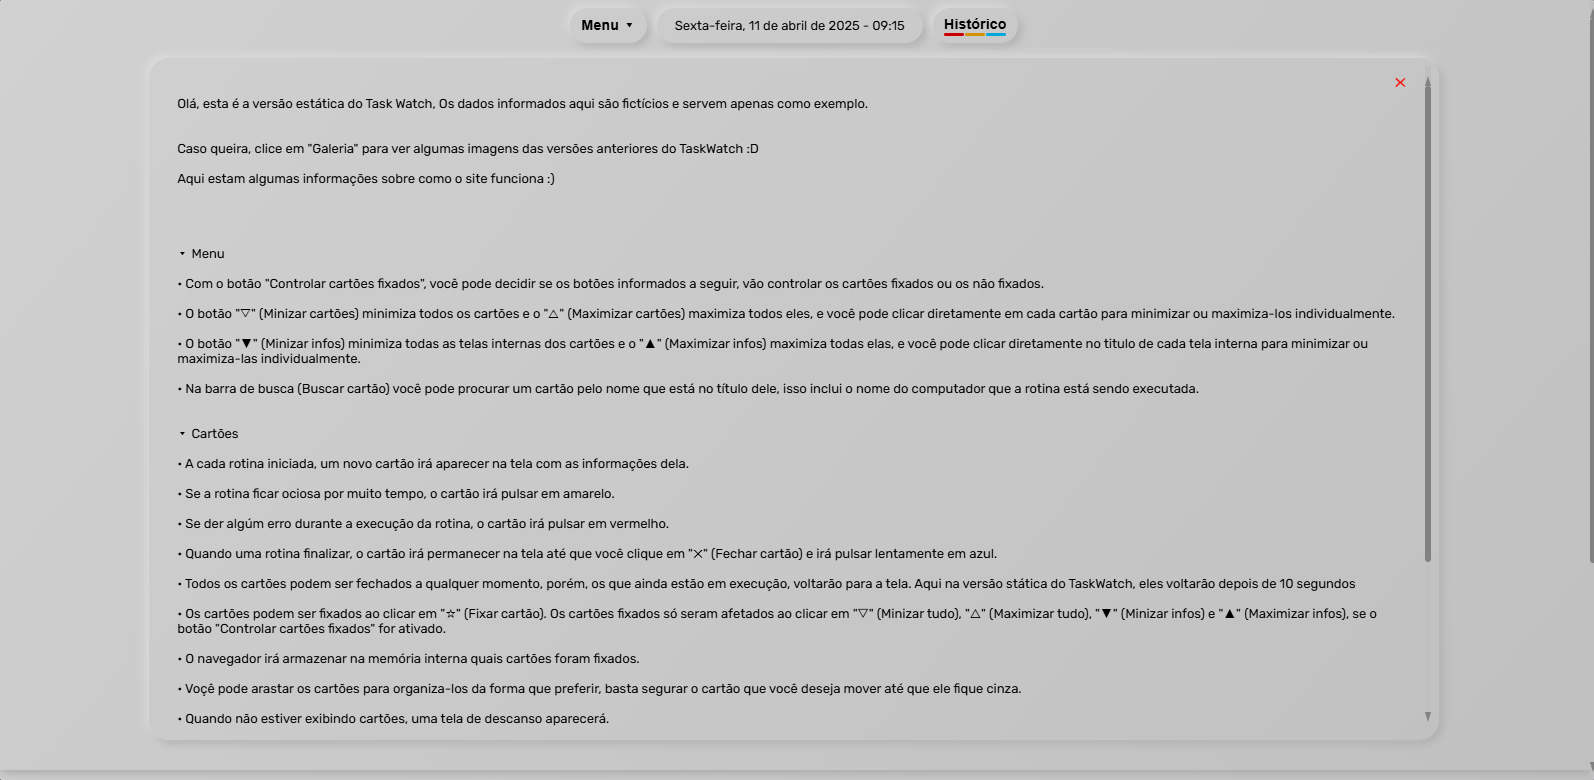 Menu ▼
Sexta-feira, 11 de abril de 2025 - 09:15
Histórico
×
Olá, esta é a versão estática do Task Watch, Os dados informados aqui são fictícios e servem apenas como exemplo.
Caso queira, clice em "Galeria" para ver algumas imagens das versões anteriores do TaskWatch :D
Aqui estam algumas informações sobre como o site funciona :)
▾ Menu
• Com o botão "Controlar cartões fixados", você pode decidir se os botões informados a seguir, vão controlar os cartões fixados ou os não fixados.
• O botão "▽" (Minizar cartões) minimiza todos os cartões e o "△" (Maximizar cartões) maximiza todos eles, e você pode clicar diretamente em cada cartão para minimizar ou maximiza-los individualmente.
• O botão "▼" (Minizar infos) minimiza todas as telas internas dos cartões e o "▲" (Maximizar infos) maximiza todas elas, e você pode clicar diretamente no titulo de cada tela interna para minimizar ou
maximiza-las individualmente.
• Na barra de busca (Buscar cartão) você pode procurar um cartão pelo nome que está no título dele, isso inclui o nome do computador que a rotina está sendo executada.
▾ Cartões
• A cada rotina iniciada, um novo cartão irá aparecer na tela com as informações dela.
• Se a rotina ficar ociosa por muito tempo, o cartão irá pulsar em amarelo.
• Se der algúm erro durante a execução da rotina, o cartão irá pulsar em vermelho.
• Quando uma rotina finalizar, o cartão irá permanecer na tela até que você clique em "×" (Fechar cartão) e irá pulsar lentamente em azul.
• Todos os cartões podem ser fechados a qualquer momento, porém, os que ainda estão em execução, voltarão para a tela. Aqui na versão stática do TaskWatch, eles voltarão depois de 10 segundos
• Os cartões podem ser fixados ao clicar em "☆" (Fixar cartão). Os cartões fixados só seram afetados ao clicar em "▽" (Minizar tudo), "△" (Maximizar tudo), "▼" (Minizar infos) e "▲" (Maximizar infos), se o
botão "Controlar cartões fixados" for ativado.
• O navegador irá armazenar na memória interna quais cartões foram fixados.
• Voçê pode arastar os cartões para organiza-los da forma que preferir, basta segurar o cartão que você deseja mover até que ele fique cinza.
• Quando não estiver exibindo cartões, uma tela de descanso aparecerá.